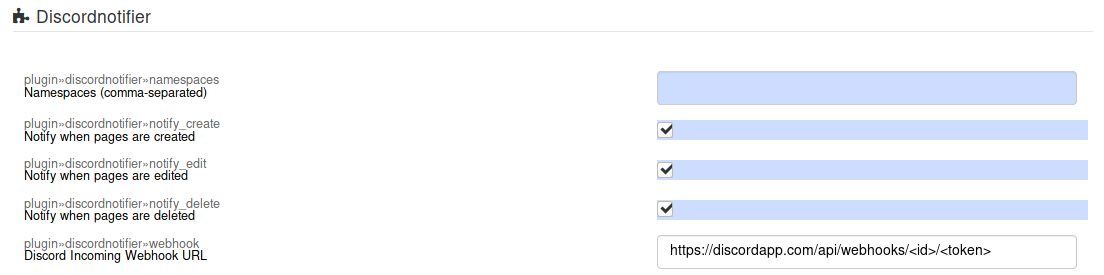 Discordnotifier
plugin»discordnotifier»namespaces
Namespaces (comma-separated)
plugin»discordnotifier»notify_create
Notify when pages are created
plugin»discordnotifier»notify_edit
Notify when pages are edited
plugin»discordnotifier»notify_delete
Notify when pages are deleted
plugin»discordnotifier»webhook
Discord Incoming Webhook URL
https://discordapp.com/api/webhooks/<id>/<token>